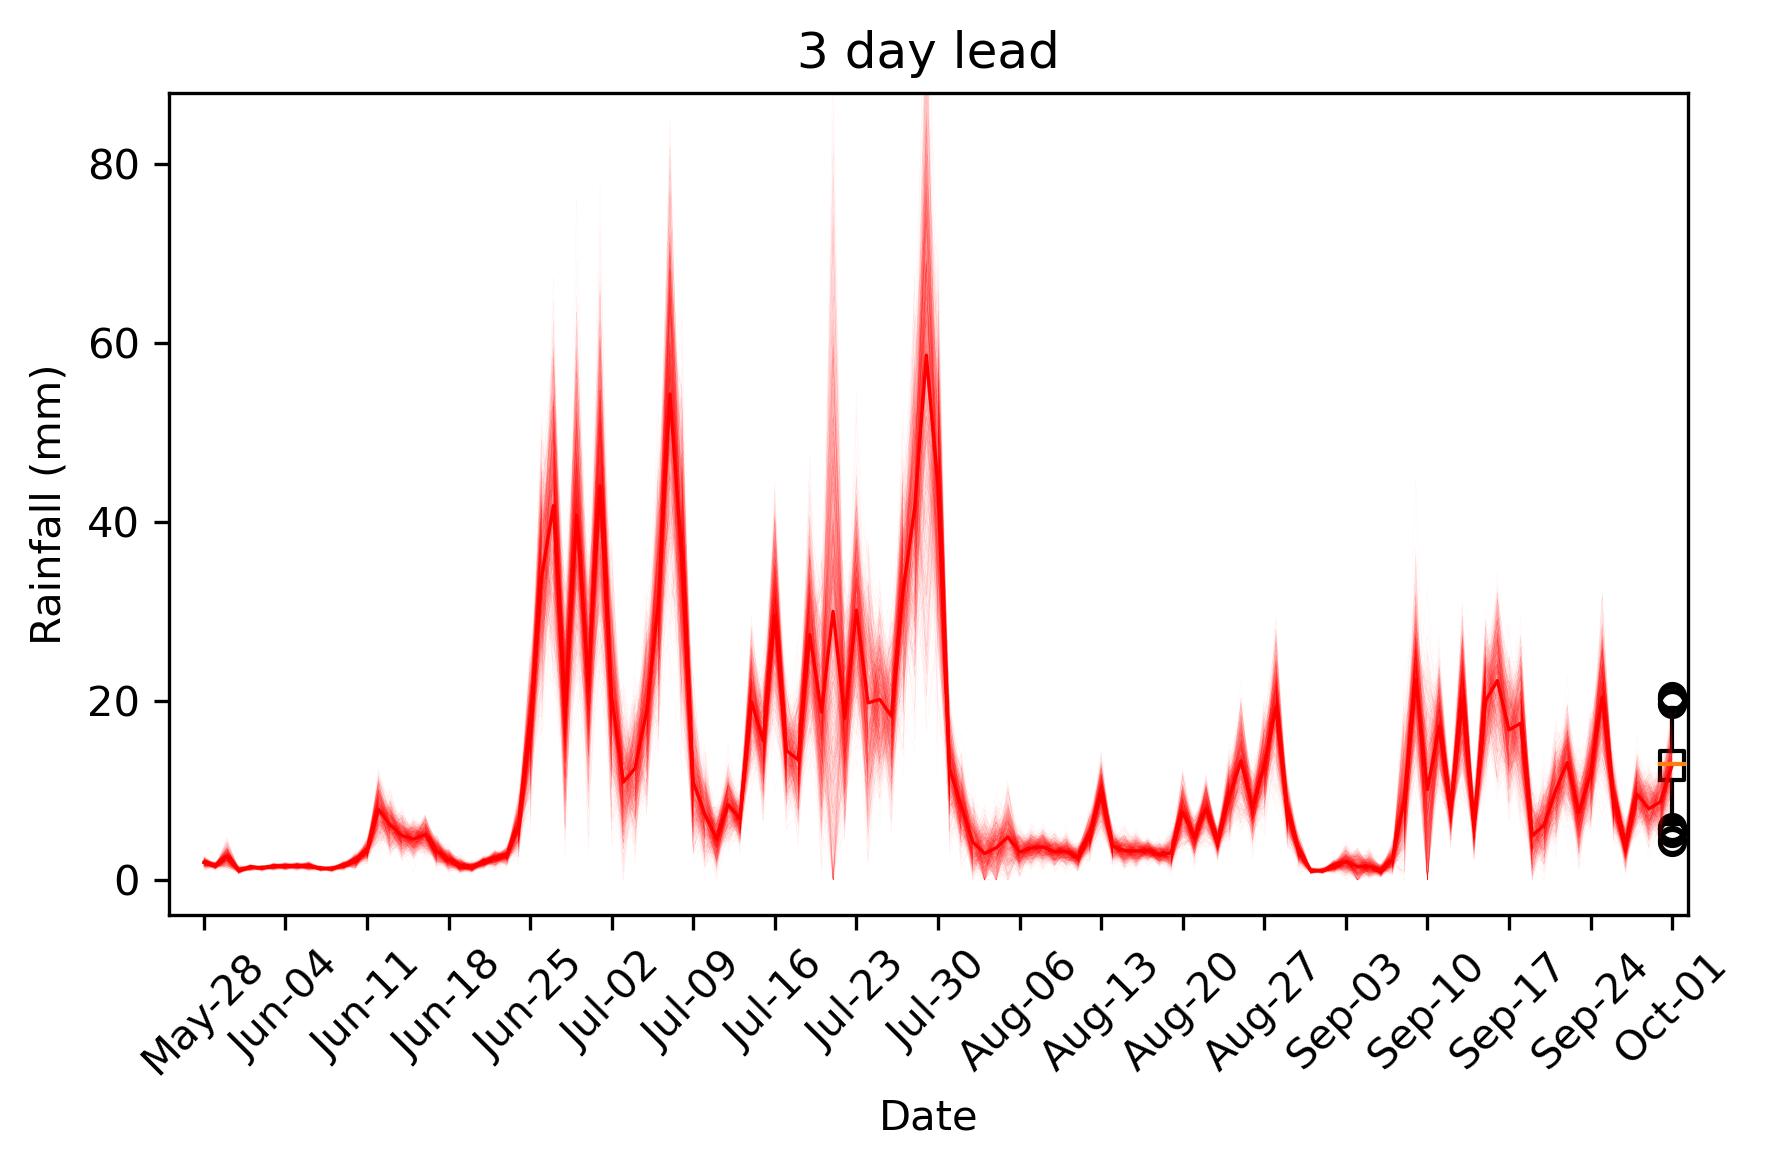 3 day lead
80
60
40
20
0
Rainfall (mm)
May-28
Jun-04
Jun-11
Jun-18
Jun-25
Jul-02
Jul-09
Jul-16
Jul-23
Jul-30
Aug-06
Aug-13
Aug-20
Aug-27
Sep-03
Sep-10
Sep-17
Sep-24
Oct-01
Date